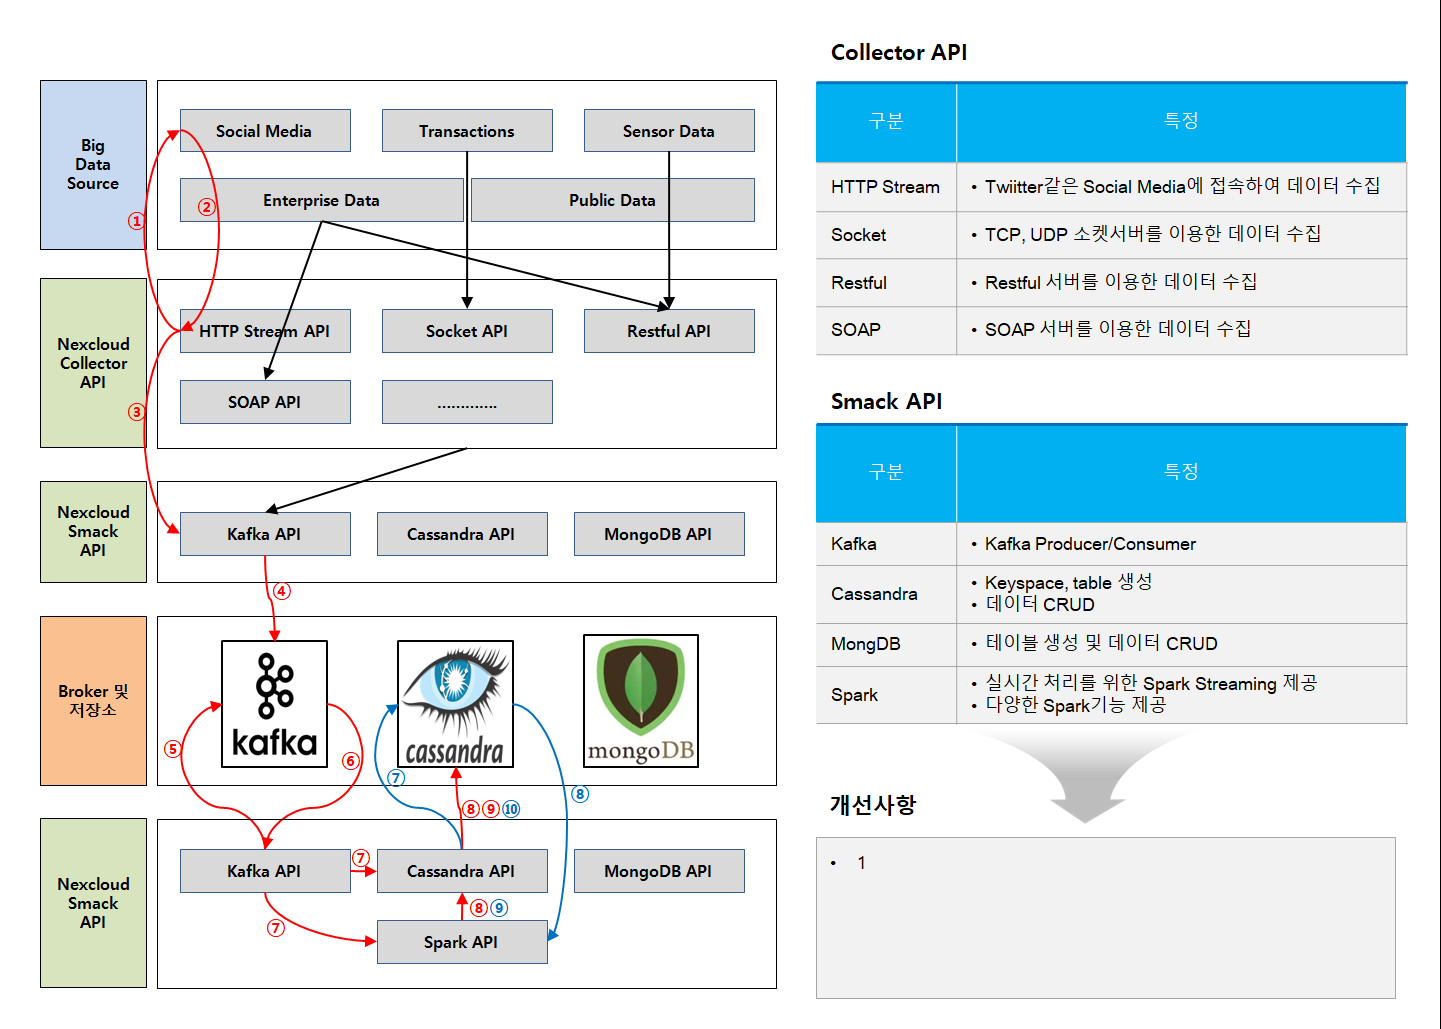 Big
Data
Source
Social Media
Transactions
Sensor Data
Enterprise Data
Public Data
①
②
Nexcloud
Collector
API
HTTP Stream API
Socket API
Restful API
SOAP API
.............
③
Nexcloud
Smack
API
Kafka API
Cassandra API
MongoDB API
④
Broker 및
저장소
kafka
cassandra
mongoDB
⑤
⑥
⑦
⑧
⑧ ⑨ ⑩
Nexcloud
Smack
API
Kafka API
⑦
Cassandra API
MongoDB API
⑧ ⑨
⑦
Spark API
Collector API
구분
특정
HTTP Stream
• Twiitter같은 Social Media에 접속하여 데이터 수집
Socket
• TCP, UDP 소켓서버를 이용한 데이터 수집
Restful
• Restful 서버를 이용한 데이터 수집
SOAP
• SOAP 서버를 이용한 데이터 수집
Smack API
구분
특정
Kafka
• Kafka Producer/Consumer
Cassandra
• Keyspace, table 생성
• 데이터 CRUD
MongDB
• 테이블 생성 및 데이터 CRUD
Spark
• 실시간 처리를 위한 Spark Streaming 제공
• 다양한 Spark기능 제공
개선사항
• 1